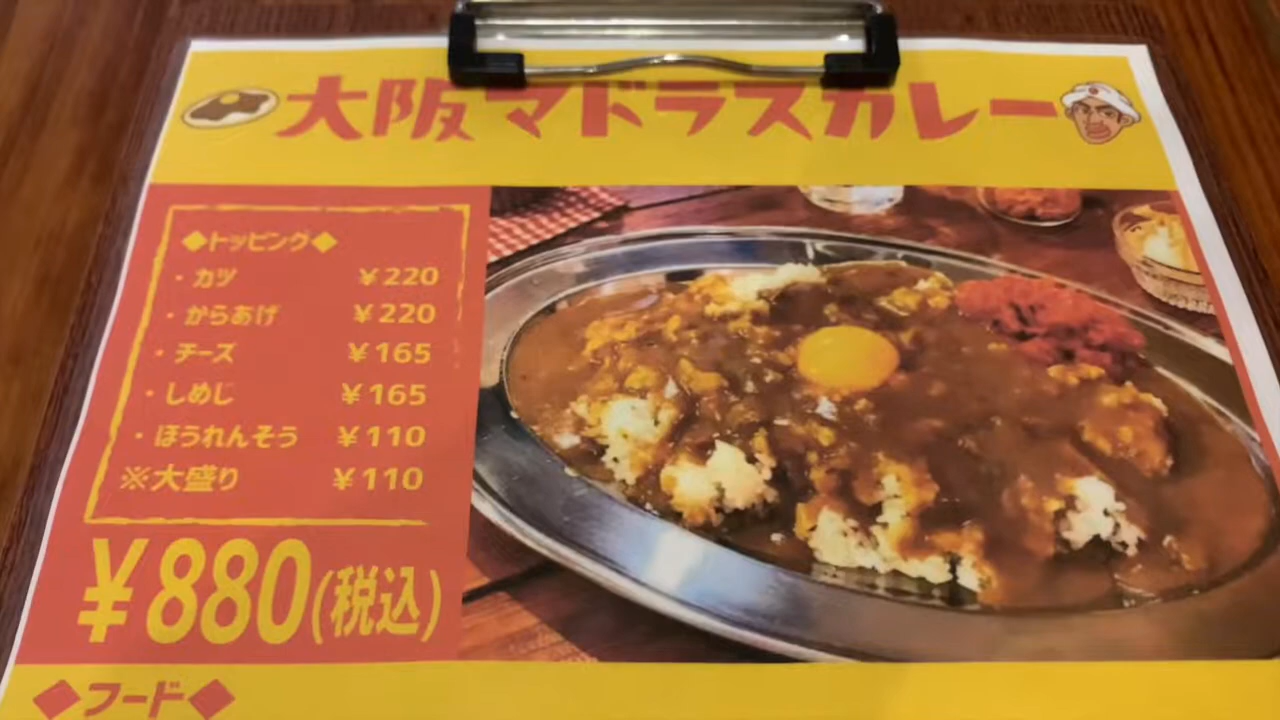 大阪マドラスカレー
◆トッピング◆
・カツ ¥220
・からあげ ¥220
・チーズ ¥165
・しめじ ¥165
・ほうれんそう ¥110
※大盛り ¥110
¥880(税込)
◆フード◆